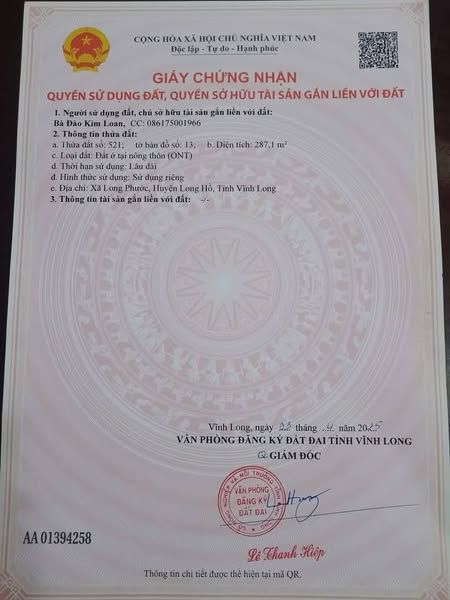 CỘNG HÒA XÃ HỘI CHỦ NGHĨA VIỆT NAM
Độc lập - Tự do - Hạnh phúc
GIẤY CHỨNG NHẬN
QUYỀN SỬ DỤNG ĐẤT, QUYỀN SỞ HỮU TÀI SẢN GẮN LIỀN VỚI ĐẤT
1. Người sử dụng đất, chủ sở hữu tài sản gắn liền với đất:
Bà Đào Kim Loan, CC: 086175001966
2. Thông tin thửa đất:
a. Thửa đất số: 521; tờ bản đồ số: 13; b. Diện tích: 287,1 m²
c. Loại đất: Đất ở tại nông thôn (ONT)
d. Thời hạn sử dụng: Lâu dài
đ. Hình thức sử dụng: Sử dụng riêng
e. Địa chỉ: Xã Long Phước, Huyện Long Hồ, Tỉnh Vĩnh Long
3. Thông tin tài sản gắn liền với đất: -/-
Vĩnh Long, ngày 23 tháng .4. năm 2025
VĂN PHÒNG ĐĂNG KÝ ĐẤT ĐAI TỈNH VĨNH LONG
GIÁM ĐỐC
VĂN PHÒNG
ĐĂNG KÝ
ĐẤT ĐAI
AA 01394258
Lê Thanh Hiệp
Thông tin chi tiết được thể hiện tại mã QR.